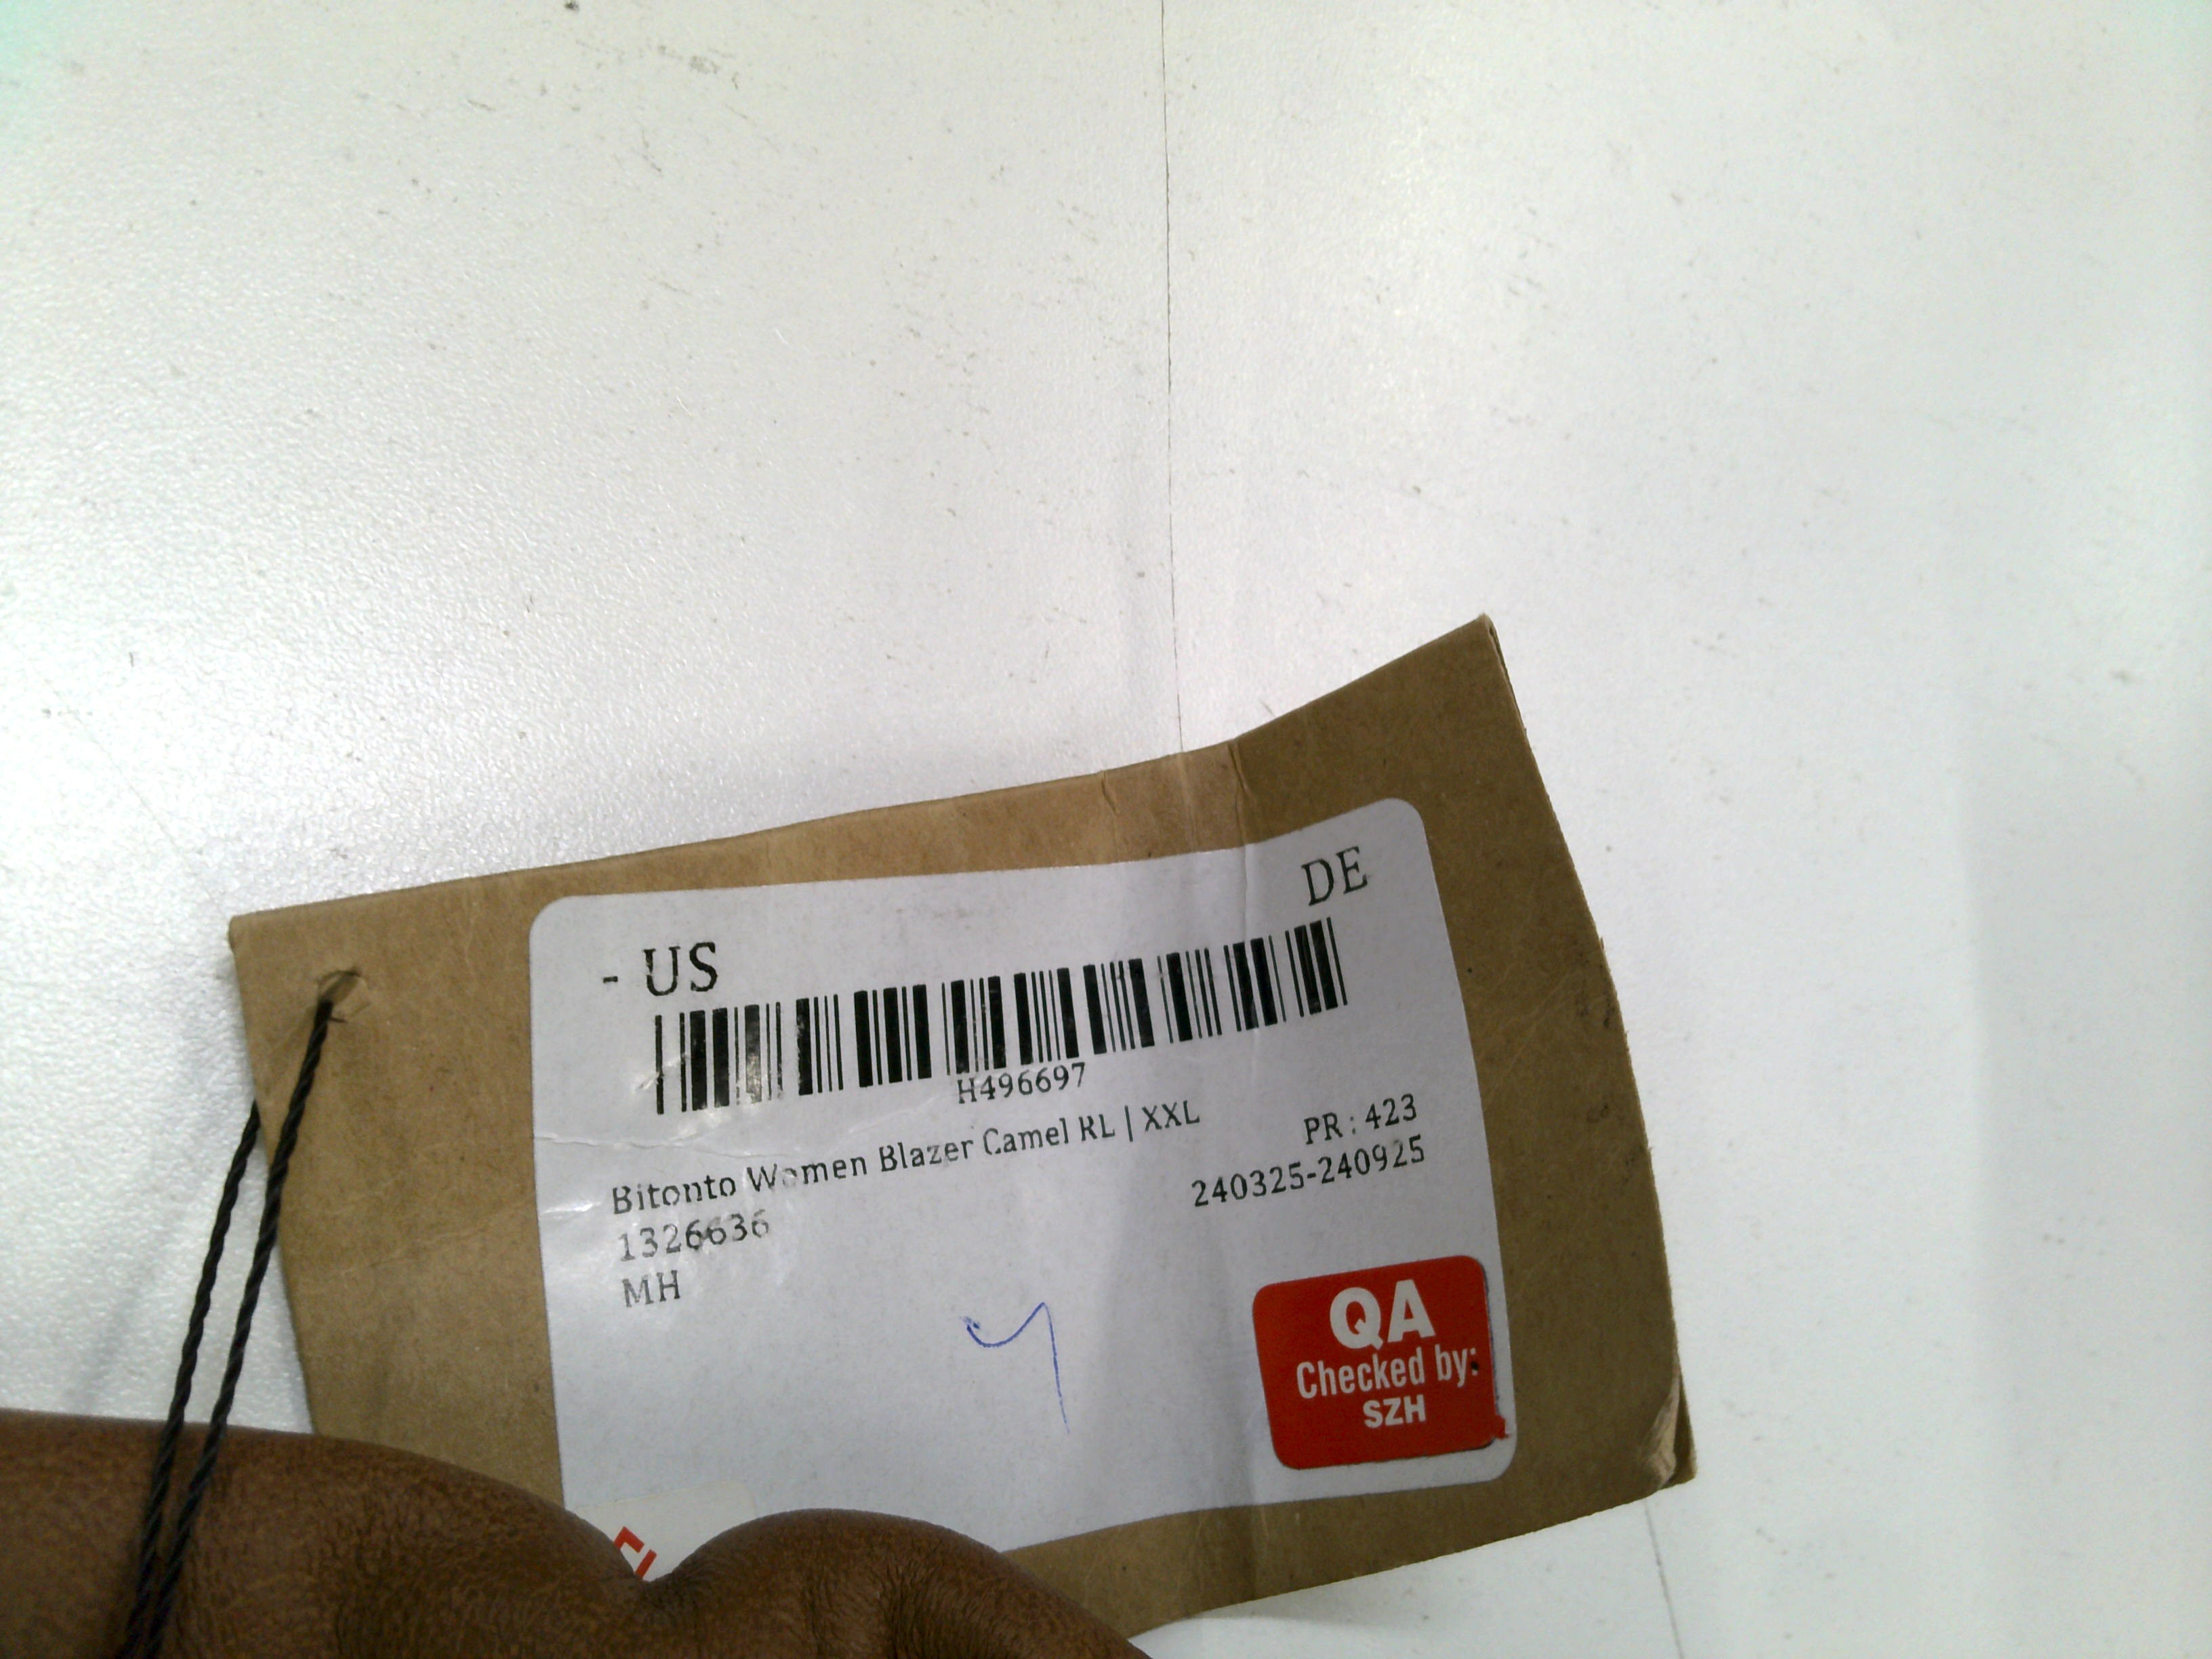 - US
DE
H496697
Bitonto Women Blazer Camel RL | XXL
PR : 423
1326636
240325-240925
MH
QA
Checked by:
SZH